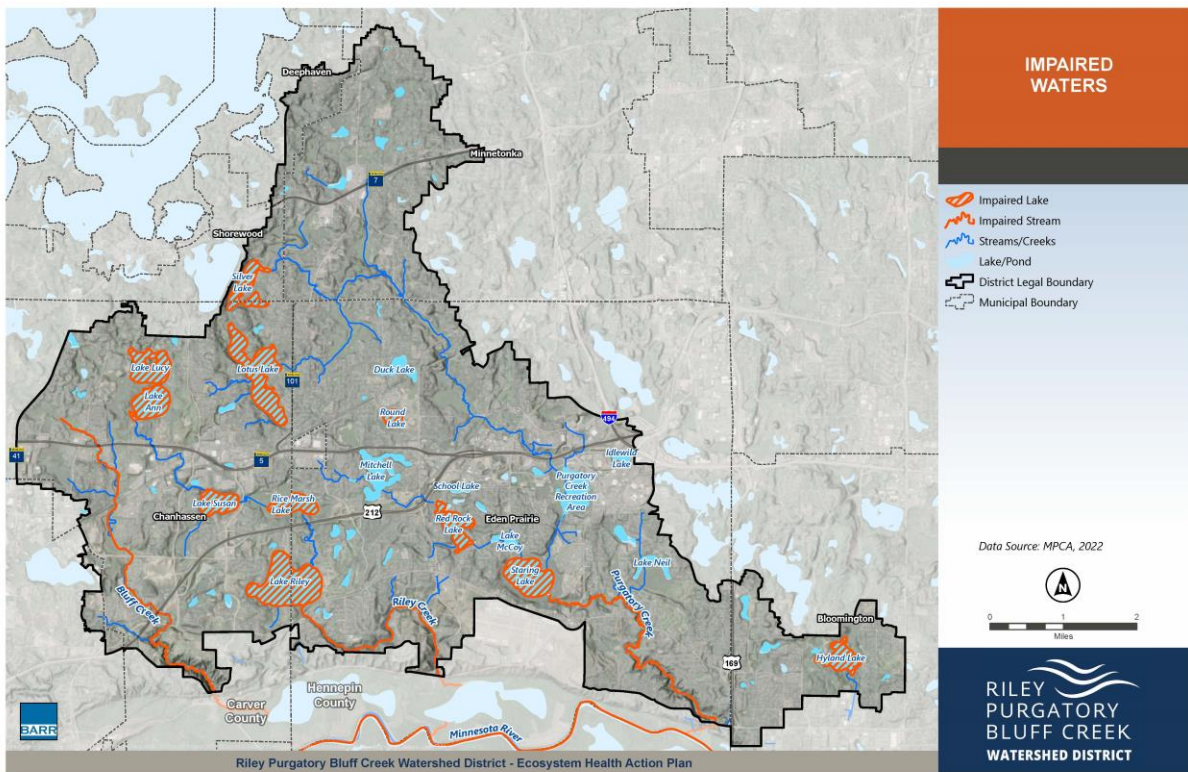 Deephaven
Minnetonka
7
Shorewood
Silver
Lake
Lake Lucy
Lotus Lake
Duck Lake
101
Lake
Ann
Round
Lake
494
41
5
Idlewild
Lake
Mitchell
Lake
School Lake
Purgatory
Creek
Recreation
Area
Lake Susan
Rice Marsh
Lake
Chanhassen
212
Red Rock
Lake
Eden Prairie
Lake
McCoy
Lake Riley
Staring
Lake
Lake Neil
Bluff Creek
Riley Creek
Purgatory Creek
Bloomington
169
Hyland Lake
Hennepin
County
Carver
County
Minnesota River
BARR
Riley Purgatory Bluff Creek Watershed District - Ecosystem Health Action Plan
IMPAIRED
WATERS
Impaired Lake
Impaired Stream
Streams/Creeks
Lake/Pond
District Legal Boundary
Municipal Boundary
Data Source: MPCA, 2022
N
0 1 2
Miles
RILEY
PURGATORY
BLUFF CREEK
WATERSHED DISTRICT